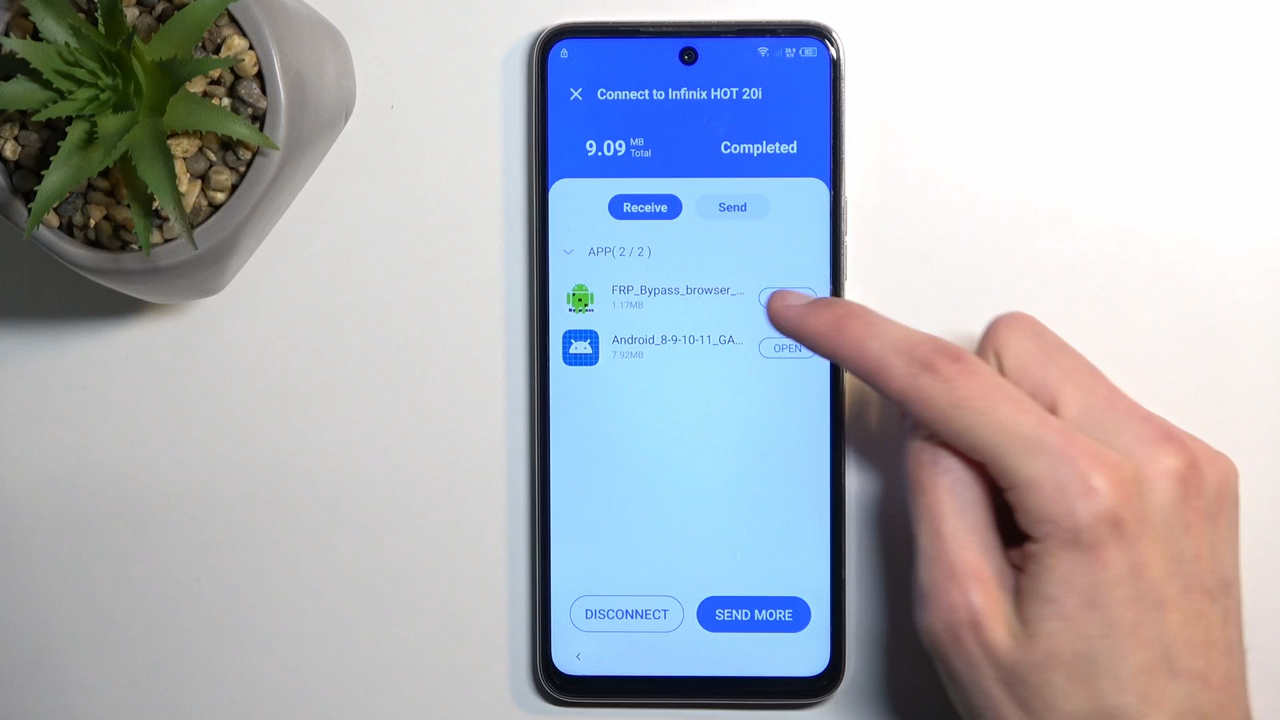 Connect to Infinix HOT 20i
9.09 MB Total
Completed
Receive
Send
APP( 2 / 2 )
FRP_Bypass_browser_...
1.17MB
Android_8-9-10-11_GA...
7.92MB
OPEN
DISCONNECT
SEND MORE